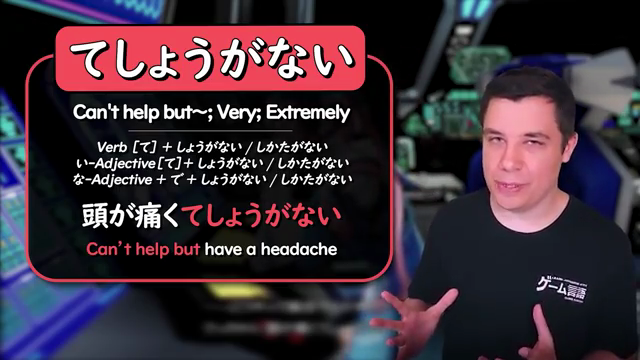 てしょうがない
Can't help but〜; Very; Extremely
Verb [て] + しょうがない / しかたがない
い-Adjective[て]+ しょうがない / しかたがない
な-Adjective + で + しょうがない / しかたがない
頭が痛くてしょうがない
Can't help but have a headache
ゲーム言語